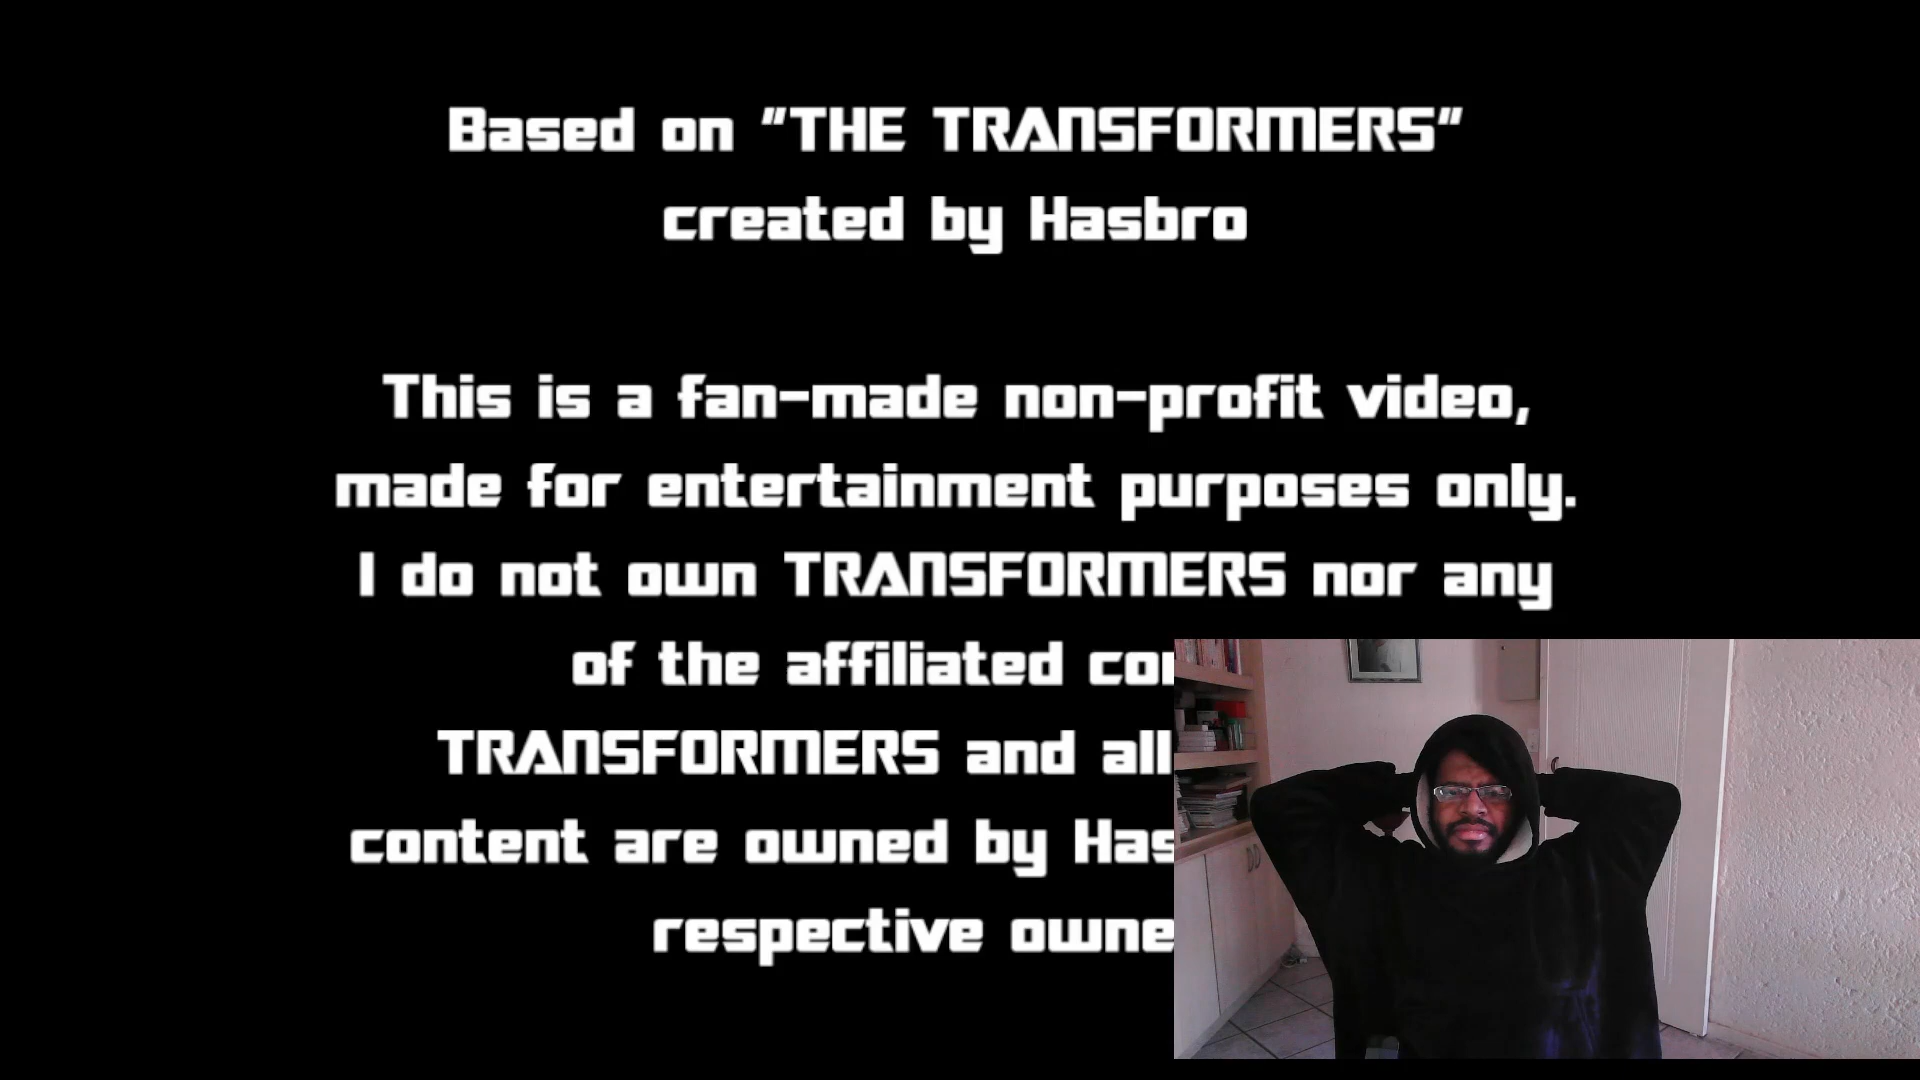 Based on "THE TRANSFORMERS"
created by Hasbro
This is a fan-made non-profit video,
made for entertainment purposes only.
I do not own TRANSFORMERS nor any
of the affiliated
TRANSFORMERS and all
content are owned by
respective